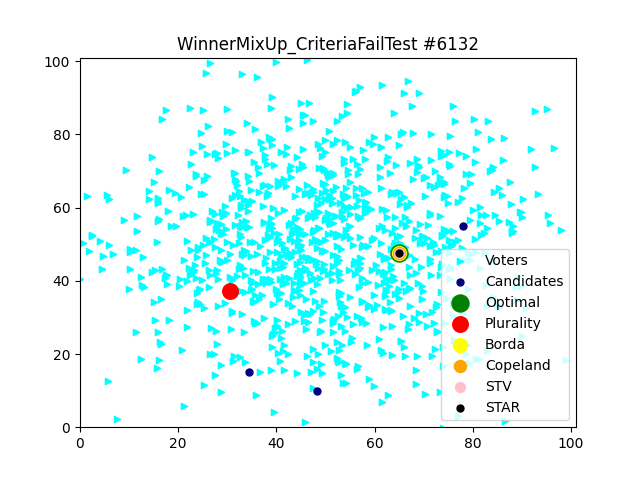 WinnerMixUp_CriteriaFailTest #6132
100
80
60
40
20
0
0 20 40 60 80 100
Voters
Candidates
Optimal
Plurality
Borda
Copeland
STV
STAR